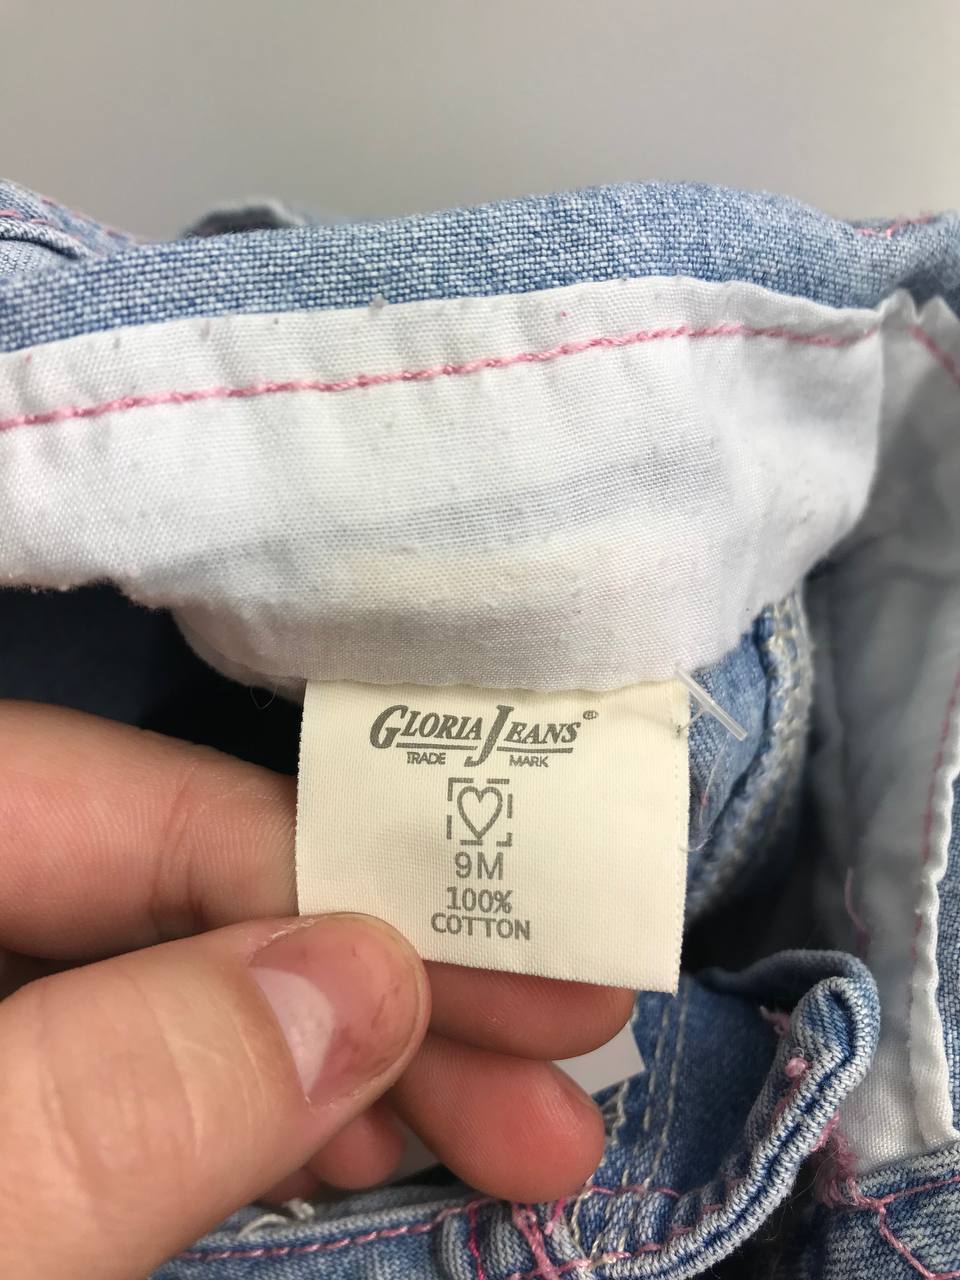 GLORIA JEANS®
TRADE MARK
9M
100%
COTTON